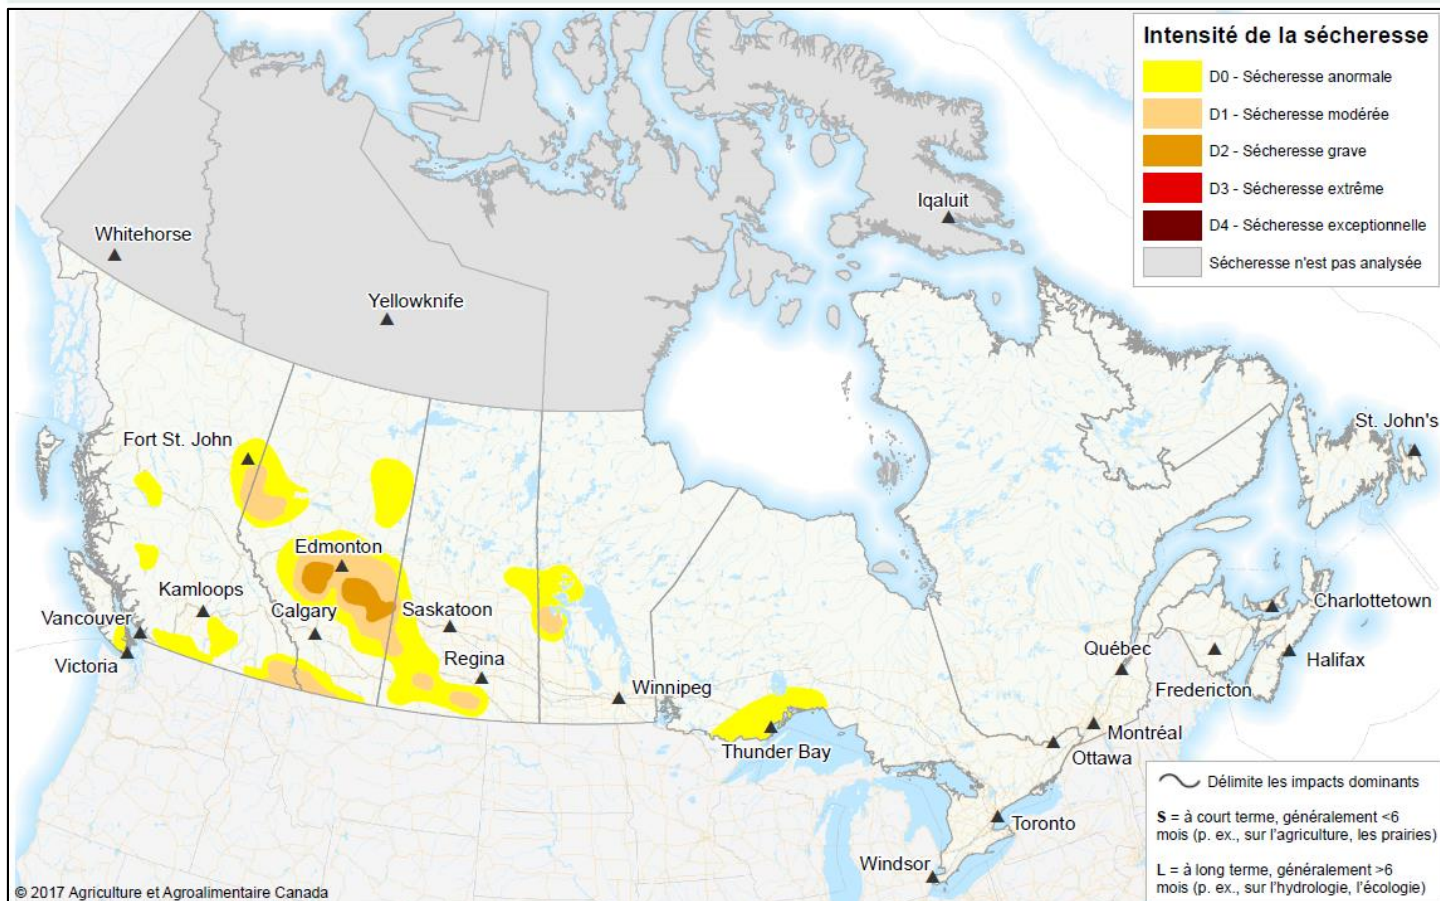 Intensité de la sécheresse
D0 - Sécheresse anormale
D1 - Sécheresse modérée
D2 - Sécheresse grave
D3 - Sécheresse extrême
D4 - Sécheresse exceptionnelle
Sécheresse n'est pas analysée
Iqaluit
Whitehorse
Yellowknife
St. John's
Fort St. John
Edmonton
Kamloops
Calgary
Saskatoon
Vancouver
Charlottetown
Victoria
Regina
Québec
Halifax
Winnipeg
Fredericton
Thunder Bay
Montréal
Ottawa
Toronto
Windsor
Délimite les impacts dominants
S = à court terme, généralement <6
mois (p. ex., sur l'agriculture, les prairies)
L = à long terme, généralement >6
mois (p. ex., sur l'hydrologie, l'écologie)
© 2017 Agriculture et Agroalimentaire Canada